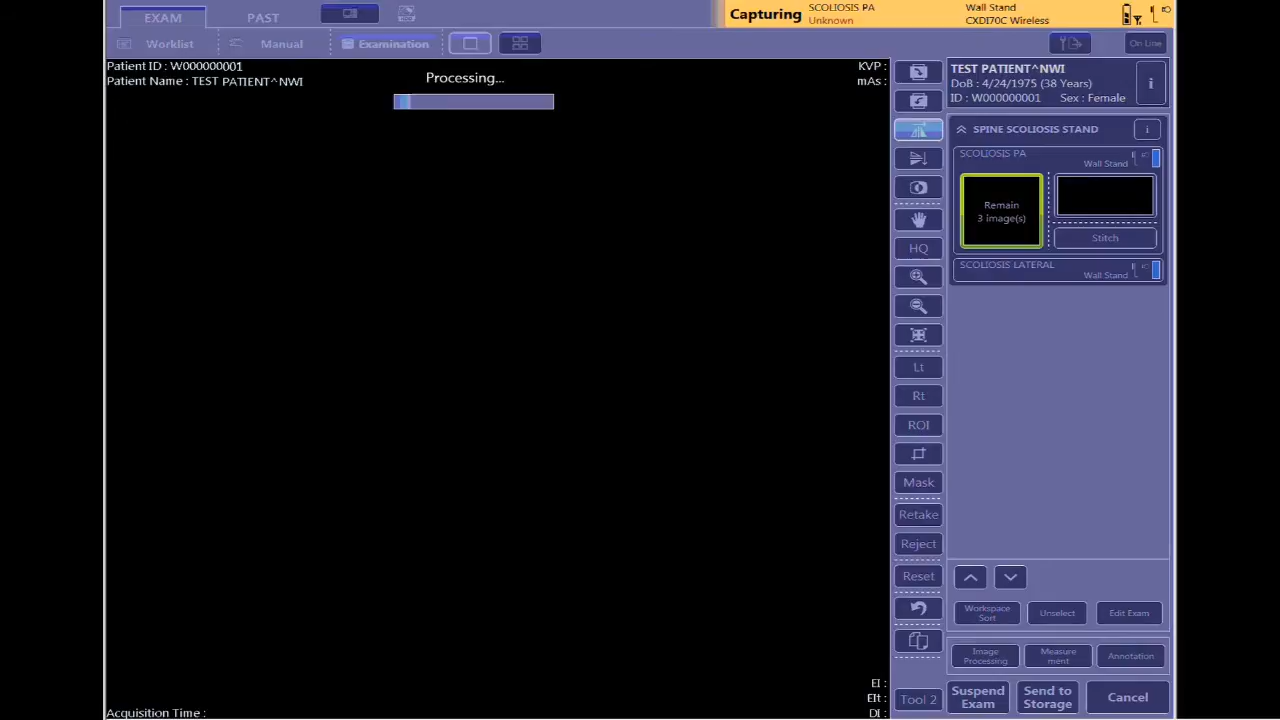 EXAM
PAST
Capturing
SCOLIOSIS PA
Unknown
Wall Stand
CXDI70C Wireless
Worklist
Manual
Examination
On Line
Patient ID : W000000001
Patient Name : TEST PATIENT^NWI
Processing...
KVP :
mAs :
TEST PATIENT^NWI
DoB : 4/24/1975 (38 Years)
ID : W000000001 Sex : Female
i
SPINE SCOLIOSIS STAND
i
SCOLIOSIS PA
Wall Stand
Remain
3 image(s)
Stitch
SCOLIOSIS LATERAL
Wall Stand
HQ
Lt
Rt
ROI
Mask
Retake
Reject
Reset
Tool 2
Workspace
Sort
Unselect
Edit Exam
Image
Processing
Measure
ment
Annotation
Suspend
Exam
Send to
Storage
Cancel
EI :
EIt :
DI :
Acquisition Time :